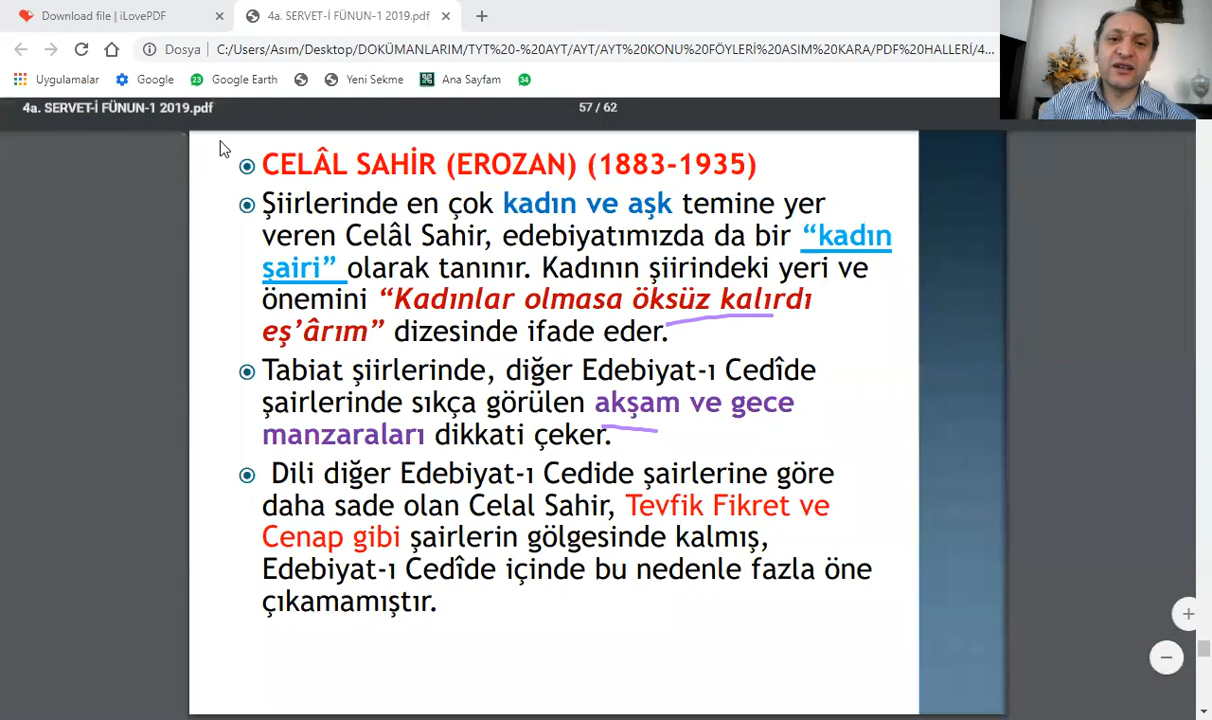 Download file | iLovePDF
4a. SERVET-İ FÜNUN-1 2019.pdf
Dosya
C:/Users/Asım/Desktop/DOKÜMANLARIM/TYT%20-%20AYT/AYT/AYT%20KONU%20FÖYLERİ%20ASIM%20KARA/PDF%20HALLERİ/4...
Uygulamalar
Google
23
Google Earth
Yeni Sekme
Ana Sayfam
34
4a. SERVET-İ FÜNUN-1 2019.pdf
57 / 62
CELÂL SAHİR (EROZAN) (1883-1935)
Şiirlerinde en çok kadın ve aşk temine yer
veren Celâl Sahir, edebiyatımızda da bir “kadın
şairi” olarak tanınır. Kadının şiirindeki yeri ve
önemini “Kadınlar olmasa öksüz kalırdı
eş’ârım” dizesinde ifade eder.
Tabiat şiirlerinde, diğer Edebiyat-ı Cedîde
şairlerinde sıkça görülen akşam ve gece
manzaraları dikkati çeker.
Dili diğer Edebiyat-ı Cedide şairlerine göre
daha sade olan Celal Sahir, Tevfik Fikret ve
Cenap gibi şairlerin gölgesinde kalmış,
Edebiyat-ı Cedîde içinde bu nedenle fazla öne
çıkamamıştır.